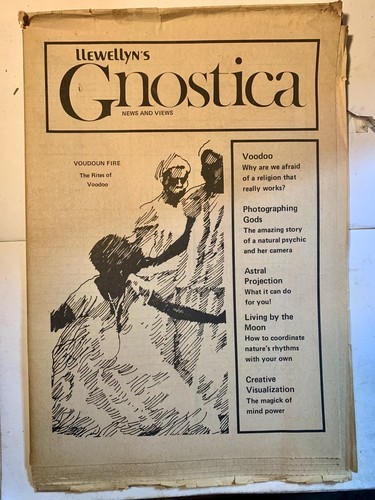 LLEWELLYN'S
Gnostica
NEWS AND VIEWS
VOUDOUN FIRE
The Rites of
Voodoo
Voodoo
Why are we afraid
of a religion that
really works?
Photographing
Gods
The amazing story
of a natural psychic
and her camera
Astral
Projection
What it can do
for you!
Living by the
Moon
How to coordinate
nature's rhythms
with your own
Creative
Visualization
The magick of
mind power